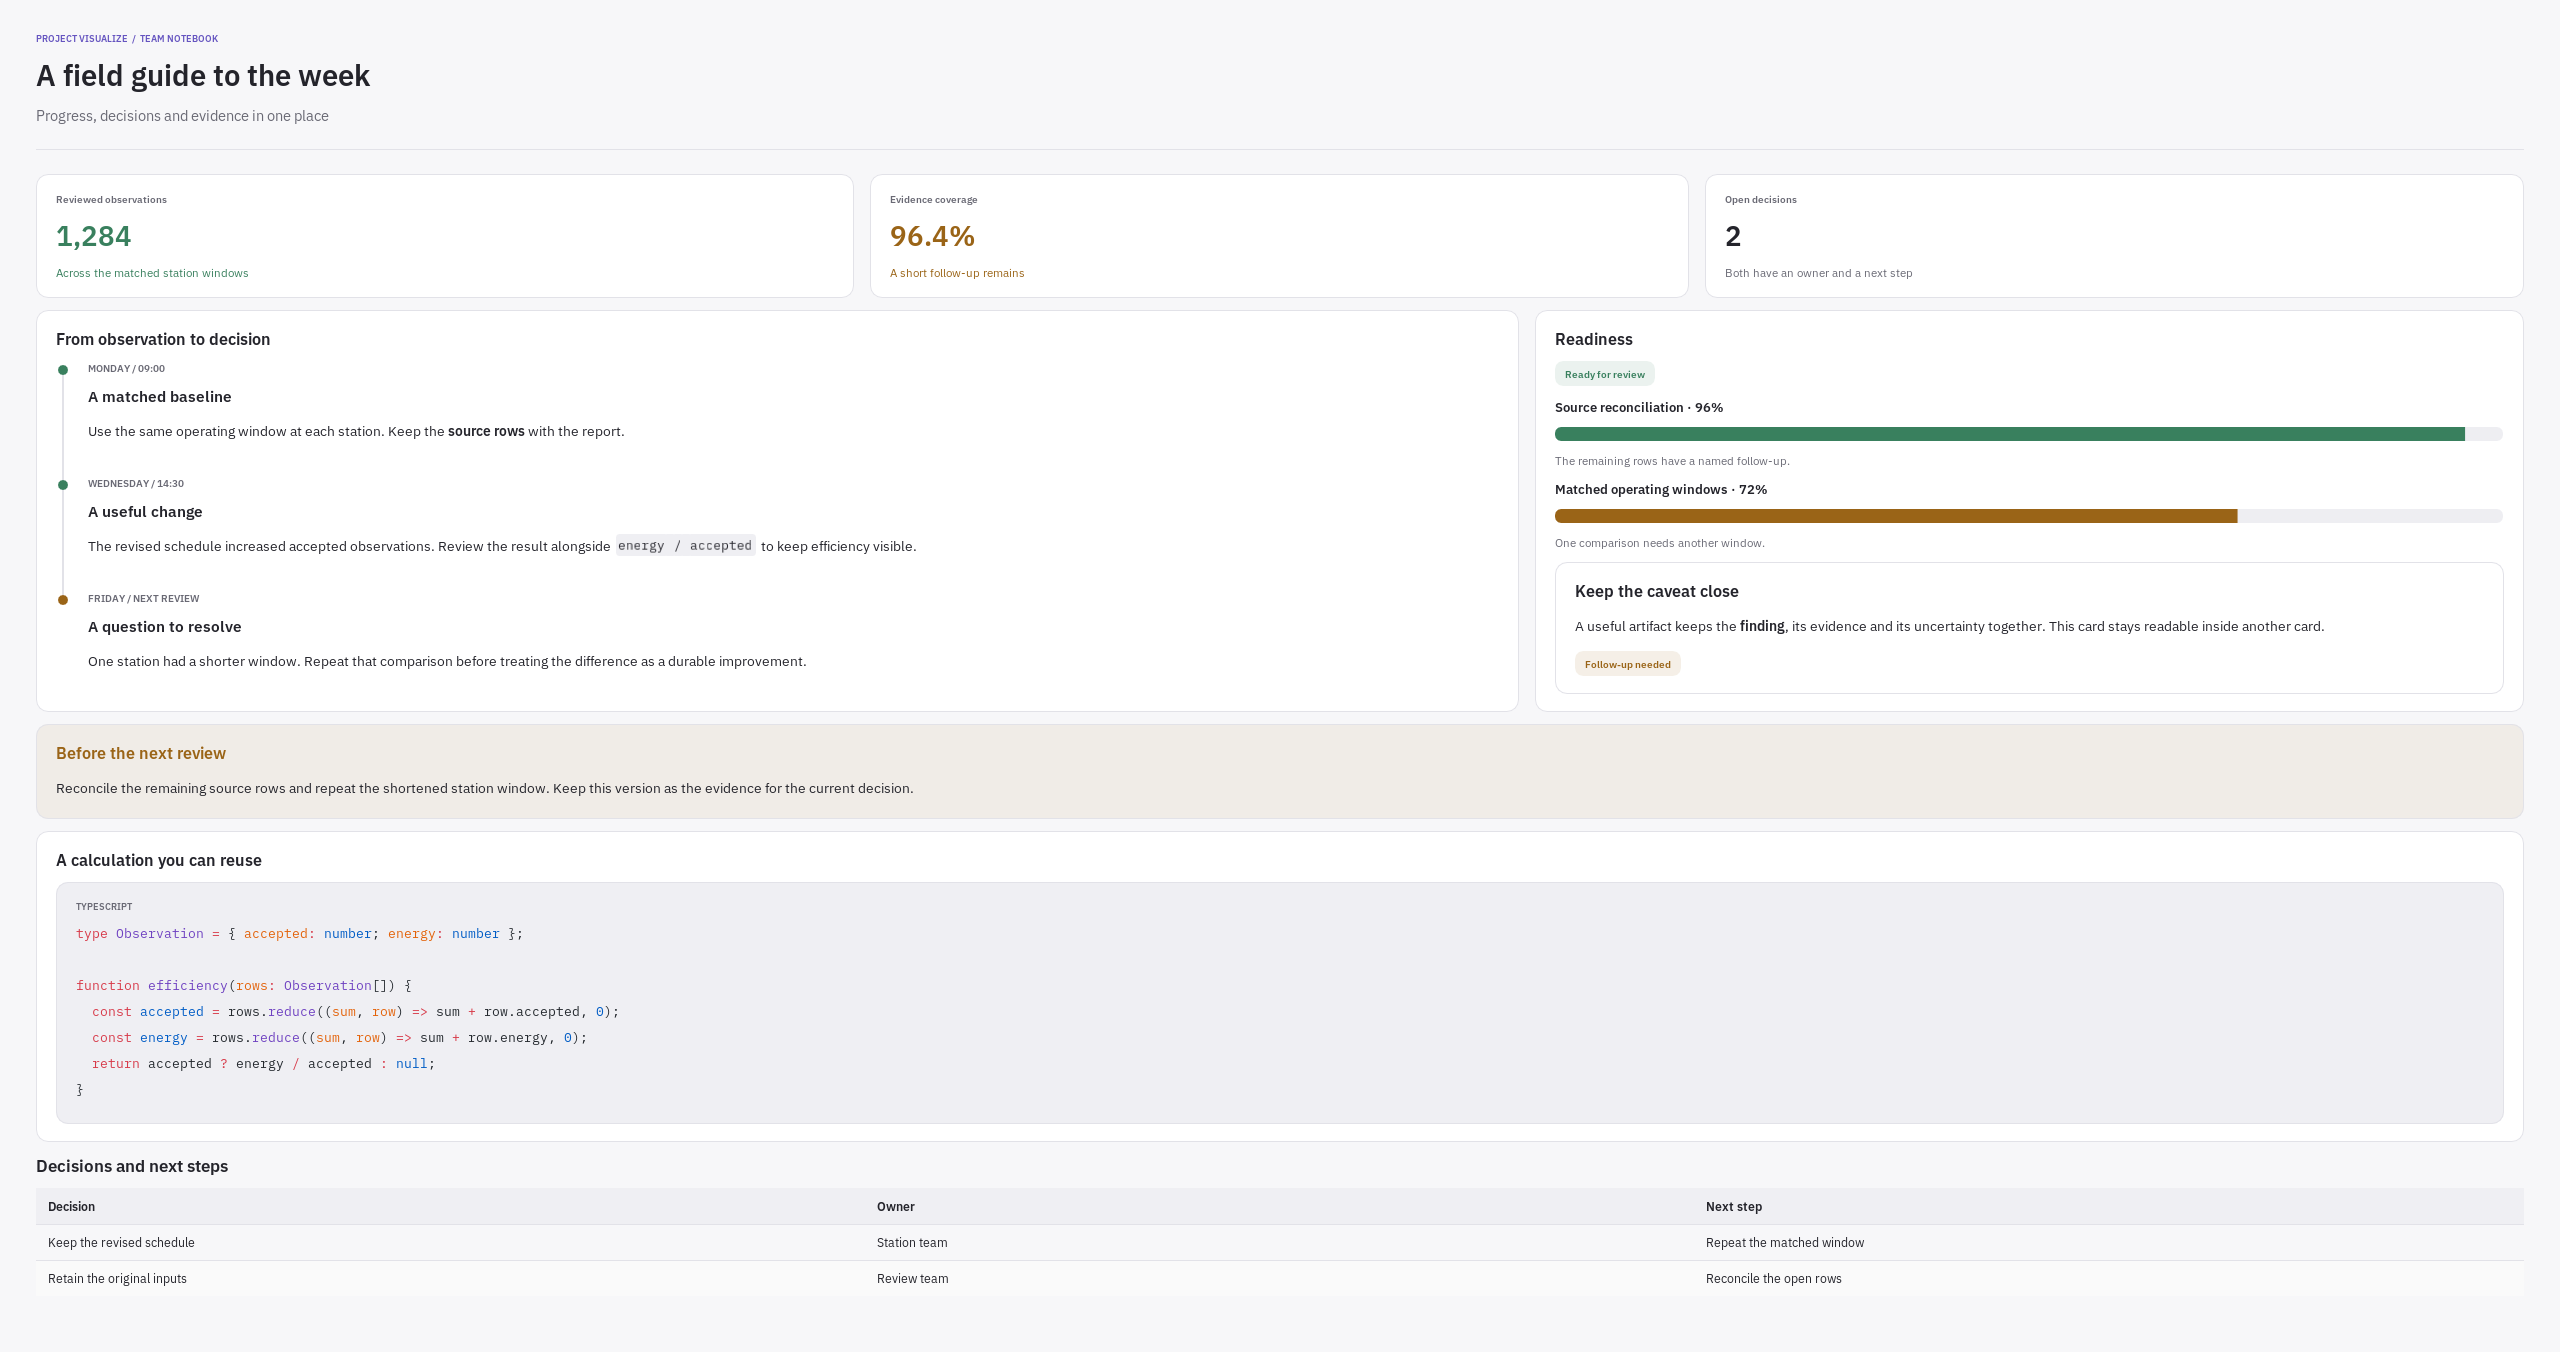 PROJECT VISUALIZE / TEAM NOTEBOOK
A field guide to the week
Progress, decisions and evidence in one place
Reviewed observations
1,284
Across the matched station windows
Evidence coverage
96.4%
A short follow-up remains
Open decisions
2
Both have an owner and a next step
From observation to decision
MONDAY / 09:00
A matched baseline
Use the same operating window at each station. Keep the source rows with the report.
WEDNESDAY / 14:30
A useful change
The revised schedule increased accepted observations. Review the result alongside energy / accepted to keep efficiency visible.
FRIDAY / NEXT REVIEW
A question to resolve
One station had a shorter window. Repeat that comparison before treating the difference as a durable improvement.
Readiness
Ready for review
Source reconciliation · 96%
The remaining rows have a named follow-up.
Matched operating windows · 72%
One comparison needs another window.
Keep the caveat close
A useful artifact keeps the finding, its evidence and its uncertainty together. This card stays readable inside another card.
Follow-up needed
Before the next review
Reconcile the remaining source rows and repeat the shortened station window. Keep this version as the evidence for the current decision.
A calculation you can reuse
TYPESCRIPT
type Observation = { accepted: number; energy: number };
function efficiency(rows: Observation[]) {
  const accepted = rows.reduce((sum, row) => sum + row.accepted, 0);
  const energy = rows.reduce((sum, row) => sum + row.energy, 0);
  return accepted ? energy / accepted : null;
}
Decisions and next steps
Decision Owner Next step
Keep the revised schedule Station team Repeat the matched window
Retain the original inputs Review team Reconcile the open rows